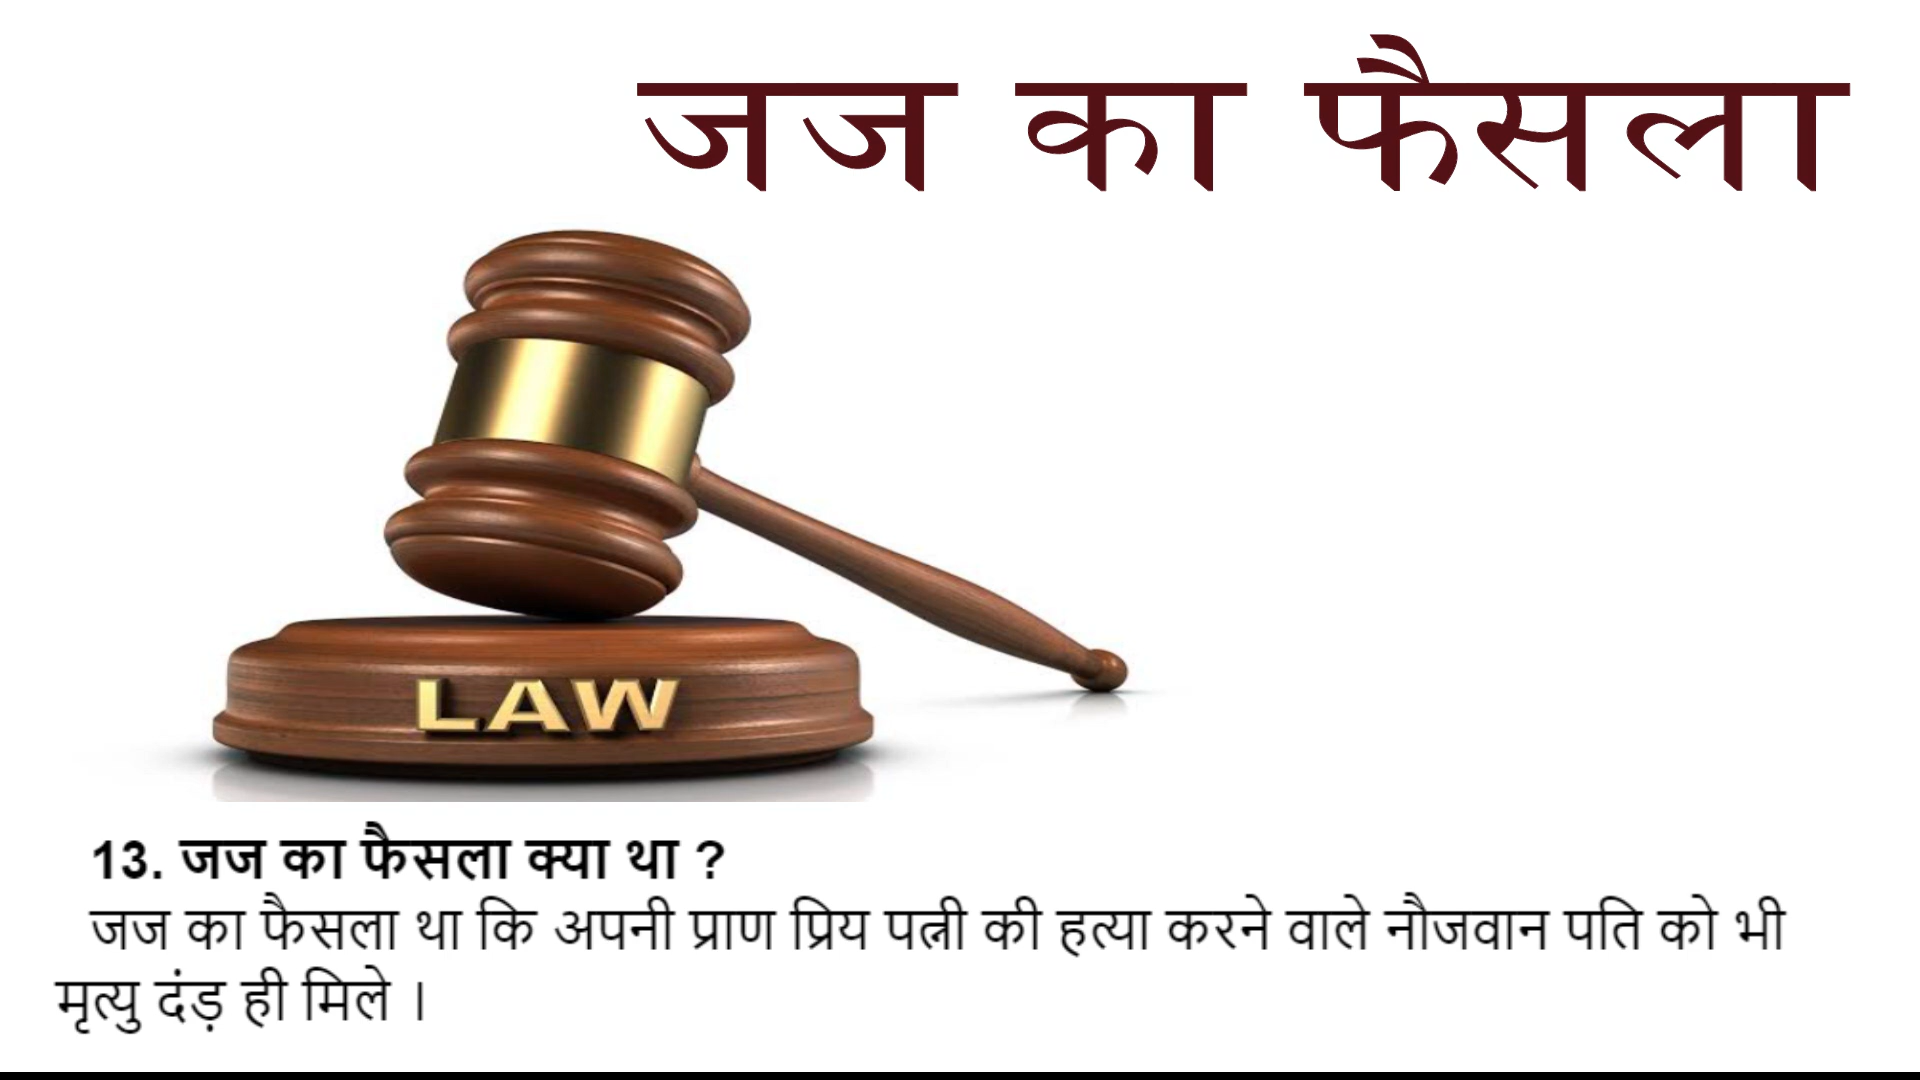 जज का फैसला
LAW
13. जज का फैसला क्या था ?
जज का फैसला था कि अपनी प्राण प्रिय पत्नी की हत्या करने वाले नौजवान पति को भी
मृत्यु दंड़ ही मिले ।